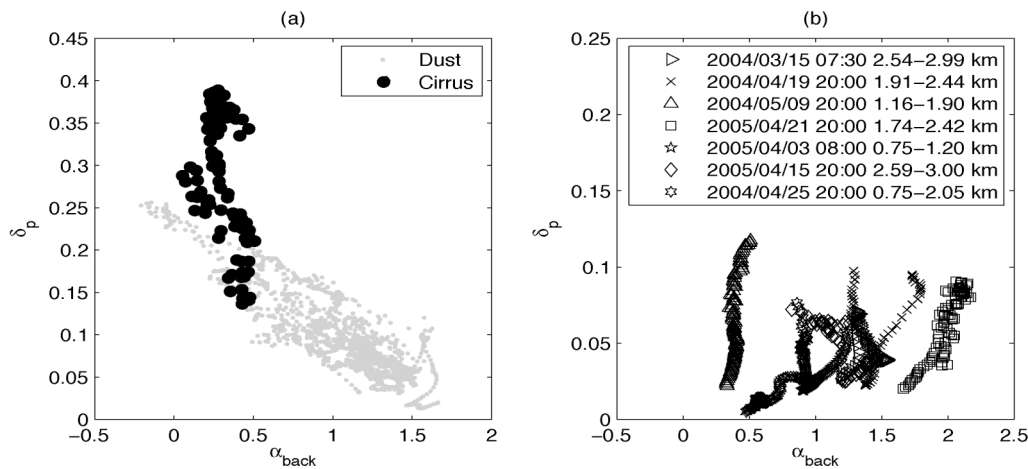 (a)
0.45
0.4
0.35
0.3
0.25
0.2
0.15
0.1
0.05
0
δp
−0.5 0 0.5 1 1.5 2
αback
Dust
Cirrus
(b)
0.25
0.2
0.15
0.1
0.05
0
δp
−0.5 0 0.5 1 1.5 2 2.5
αback
2004/03/15 07:30 2.54−2.99 km
2004/04/19 20:00 1.91−2.44 km
2004/05/09 20:00 1.16−1.90 km
2005/04/21 20:00 1.74−2.42 km
2005/04/03 08:00 0.75−1.20 km
2005/04/15 20:00 2.59−3.00 km
2004/04/25 20:00 0.75−2.05 km